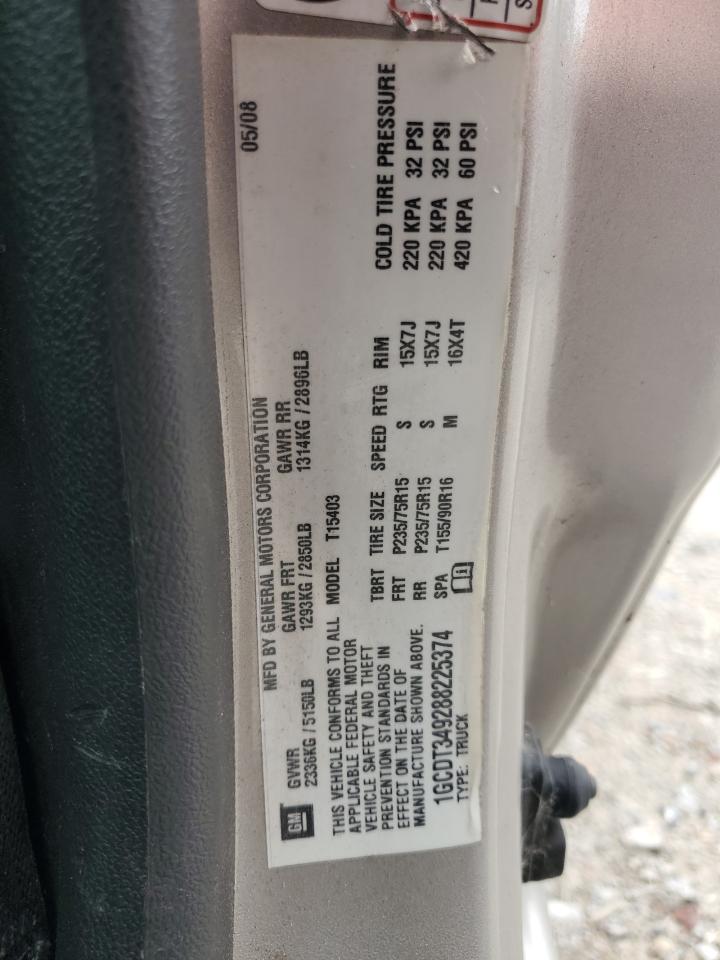 MFD BY GENERAL MOTORS CORPORATION 05/08
GM GVWR GAWR FRT GAWR RR
2336KG / 5150LB 1293KG / 2850LB 1314KG / 2896LB
THIS VEHICLE CONFORMS TO ALL MODEL T15403
APPLICABLE FEDERAL MOTOR
VEHICLE SAFETY AND THEFT
PREVENTION STANDARDS IN
EFFECT ON THE DATE OF
MANUFACTURE SHOWN ABOVE.
1GCDT349288225374
TYPE: TRUCK
TBRT TIRE SIZE SPEED RTG RIM COLD TIRE PRESSURE
FRT P235/75R15 S 15X7J 220 KPA 32 PSI
RR P235/75R15 S 15X7J 220 KPA 32 PSI
SPA T155/90R16 M 16X4T 420 KPA 60 PSI